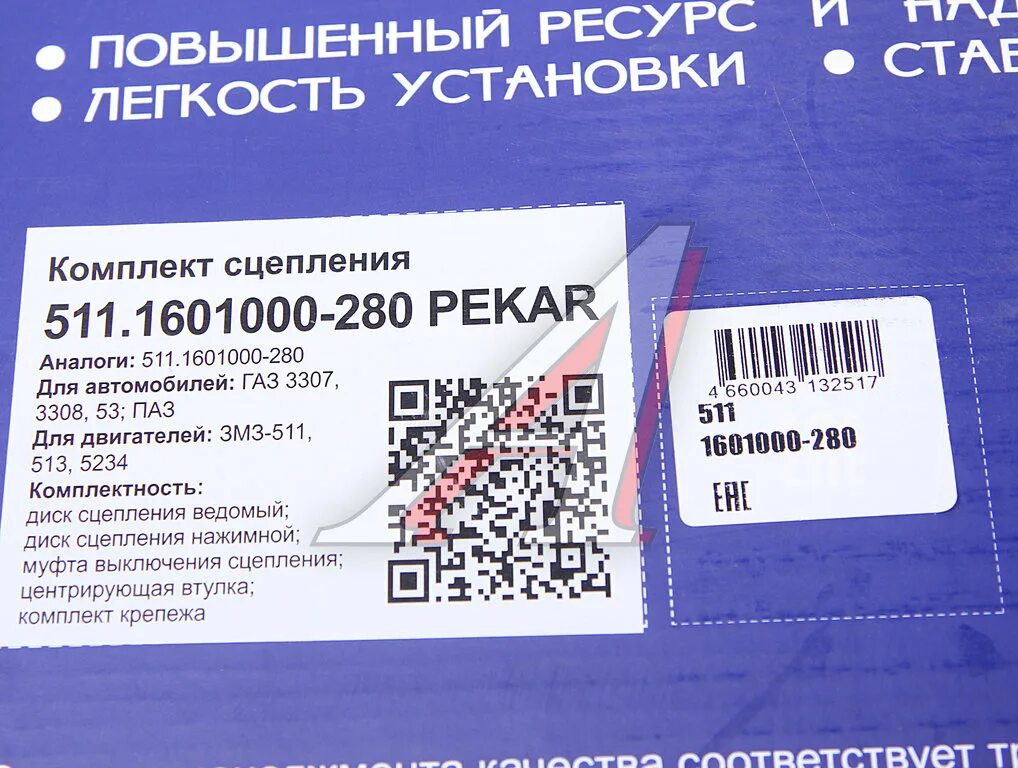 • ПОВЫШЕННЫЙ РЕСУРС И
• ЛЕГКОСТЬ УСТАНОВКИ •
Комплект сцепления
511.1601000-280 PEKAR
Аналоги: 511.1601000-280
Для автомобилей: ГАЗ 3307,
3308, 53; ПАЗ
Для двигателей: ЗМЗ-511,
513, 5234
Комплектность:
диск сцепления ведомый;
диск сцепления нажимной;
муфта выключения сцепления;
центрирующая втулка;
комплект крепежа
4 660043 132517
511
1601000-280
EAC
качества соответствует